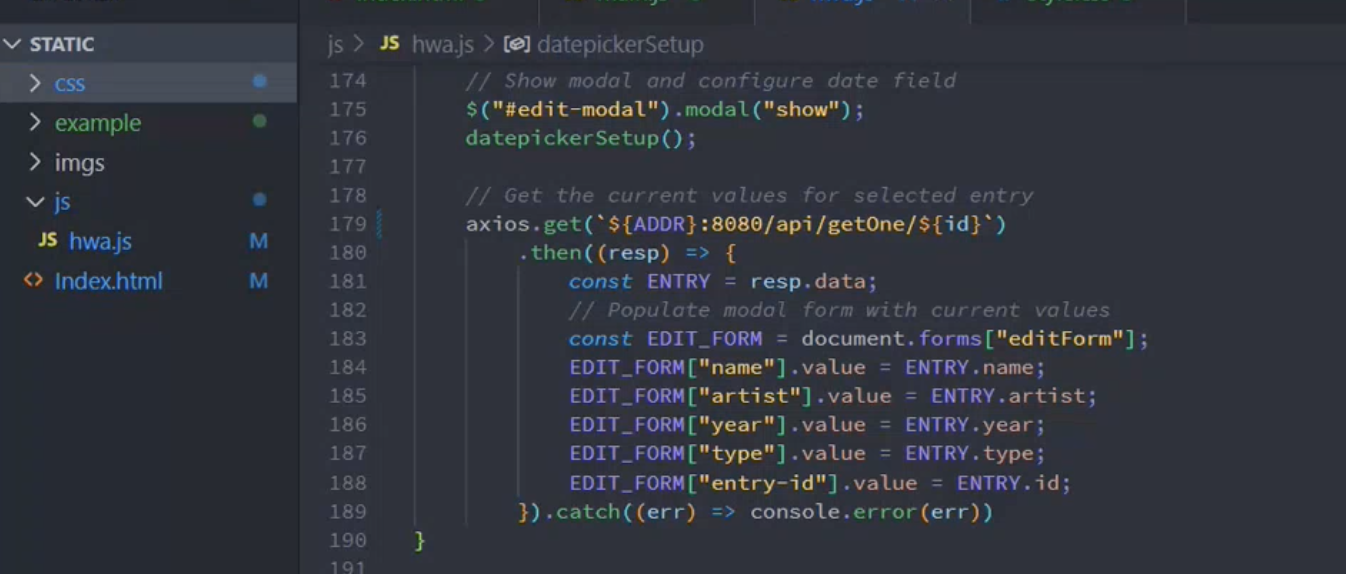 STATIC
css
example
imgs
js
JS hwa.js M
<> Index.html M
js > JS hwa.js > datepickerSetup
174 // Show modal and configure date field
175 $("#edit-modal").modal("show");
176 datepickerSetup();
177
178 // Get the current values for selected entry
179 axios.get(`${ADDR}:8080/api/getOne/${id}`)
180 .then((resp) => {
181 const ENTRY = resp.data;
182 // Populate modal form with current values
183 const EDIT_FORM = document.forms["editForm"];
184 EDIT_FORM["name"].value = ENTRY.name;
185 EDIT_FORM["artist"].value = ENTRY.artist;
186 EDIT_FORM["year"].value = ENTRY.year;
187 EDIT_FORM["type"].value = ENTRY.type;
188 EDIT_FORM["entry-id"].value = ENTRY.id;
189 }).catch((err) => console.error(err))
190 }
191